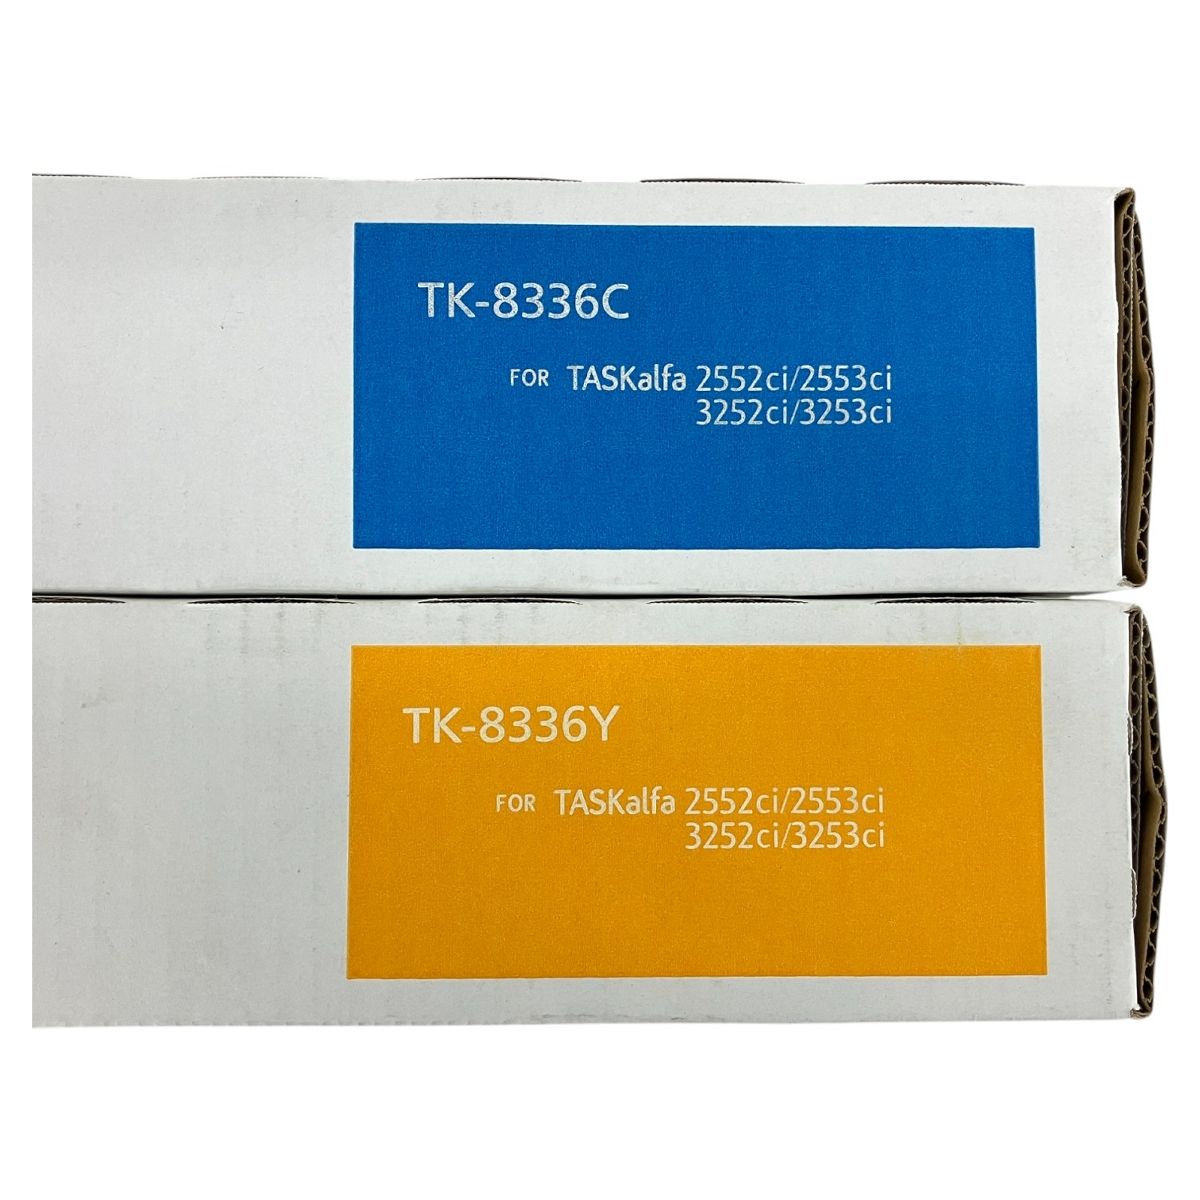 TK-8336C
FOR TASKalfa 2552ci/2553ci
3252ci/3253ci
TK-8336Y
FOR TASKalfa 2552ci/2553ci
3252ci/3253ci